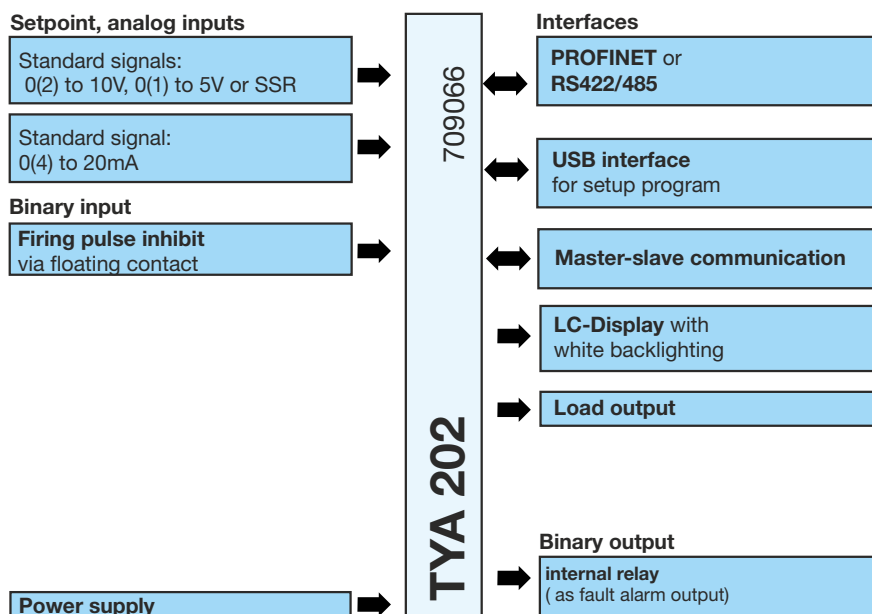 Setpoint, analog inputs
Standard signals:
0(2) to 10V, 0(1) to 5V or SSR
Standard signal:
0(4) to 20mA
Binary input
Firing pulse inhibit
via floating contact
Power supply
709066
TYA 202
Interfaces
PROFINET or
RS422/485
USB interface
for setup program
Master-slave communication
LC-Display with
white backlighting
Load output
Binary output
internal relay
( as fault alarm output)